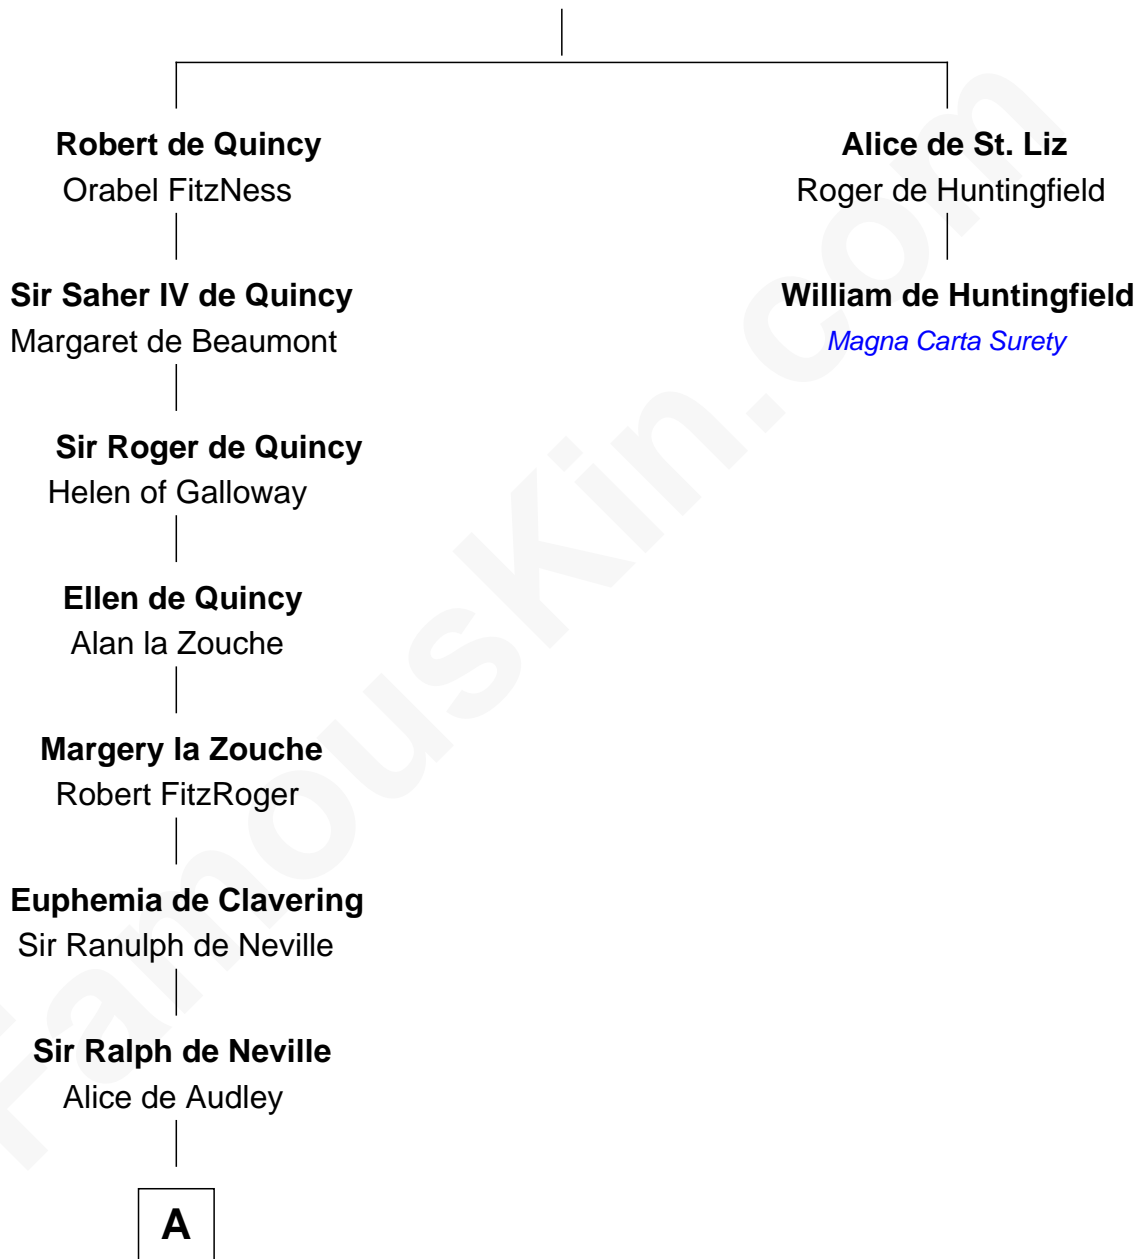 Robert de Quincy
Orabel FitzNess
Alice de St. Liz
Roger de Huntingfield
Sir Saher IV de Quincy
Margaret de Beaumont
William de Huntingfield
Magna Carta Surety
Sir Roger de Quincy
Helen of Galloway
Ellen de Quincy
Alan la Zouche
Margery la Zouche
Robert FitzRoger
Euphemia de Clavering
Sir Ranulph de Neville
Sir Ralph de Neville
Alice de Audley
A
FamousKin.com